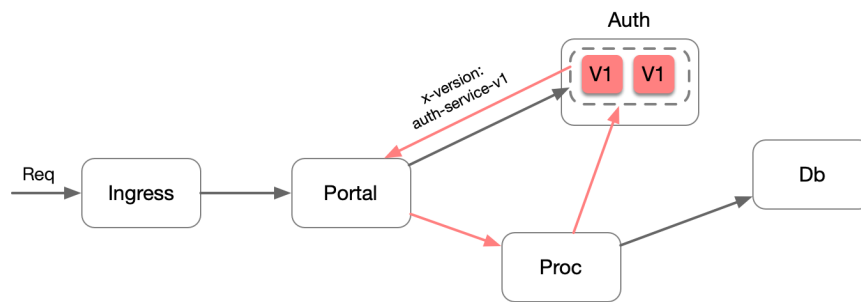 Auth
x-version:
auth-service-v1
V1 V1
Req
Ingress
Portal
Db
Proc